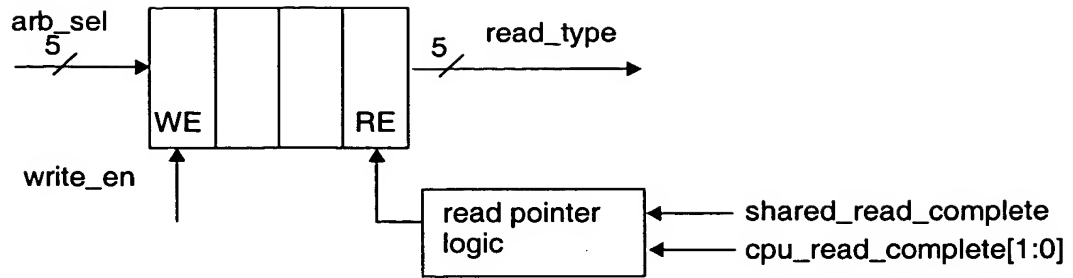 arb_sel
5
5
read_type
WE
RE
write_en
read pointer
logic
shared_read_complete
cpu_read_complete[1:0]